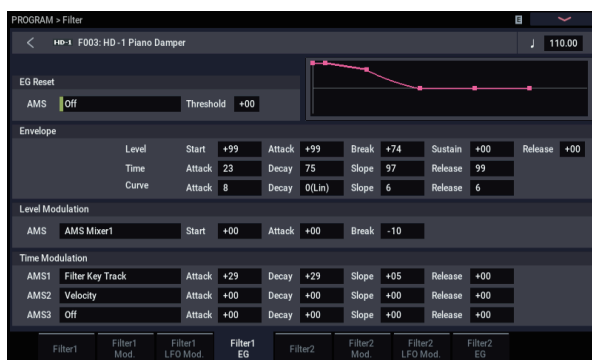 PROGRAM > Filter E
< HD-1 F003: HD -1 Piano Damper ♩ 110.00
EG Reset
AMS Off Threshold +00
Envelope
Level Start +99 Attack +99 Break +74 Sustain +00 Release +00
Time Attack 23 Decay 75 Slope 97 Release 99
Curve Attack 8 Decay 0(Lin) Slope 6 Release 6
Level Modulation
AMS AMS Mixer1 Start +00 Attack +00 Break -10
Time Modulation
AMS1 Filter Key Track Attack +29 Decay +29 Slope +05 Release +00
AMS2 Velocity Attack +00 Decay +00 Slope +00 Release +00
AMS3 Off Attack +00 Decay +00 Slope +00 Release +00
Filter1
Filter1
Mod.
Filter1
LFO Mod.
Filter1
EG
Filter2
Filter2
Mod.
Filter2
LFO Mod.
Filter2
EG